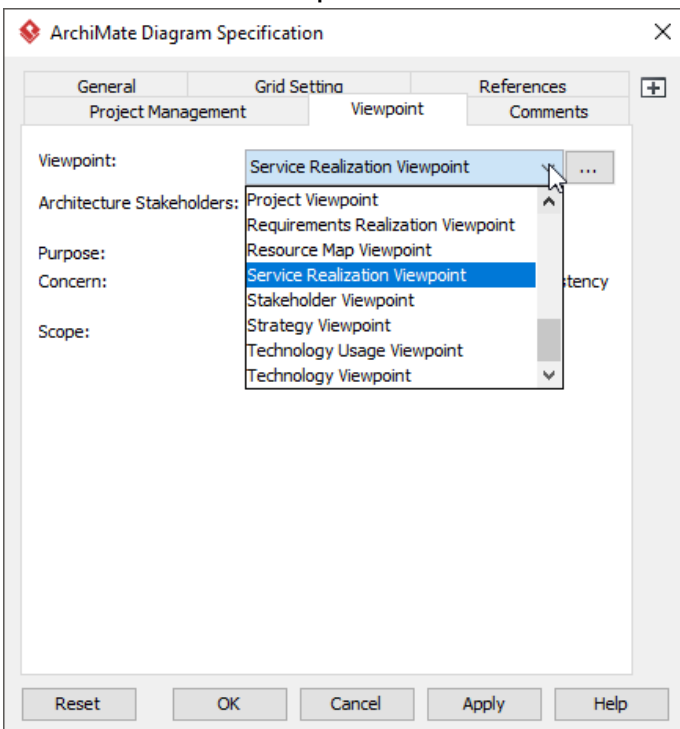 ArchiMate Diagram Specification
General Grid Setting References
Project Management Viewpoint Comments
Viewpoint: Service Realization Viewpoint ...
Architecture Stakeholders: Project Viewpoint
Requirements Realization Viewpoint
Purpose: Resource Map Viewpoint
Concern: Service Realization Viewpoint stency
Stakeholder Viewpoint
Scope: Strategy Viewpoint
Technology Usage Viewpoint
Technology Viewpoint
Reset OK Cancel Apply Help